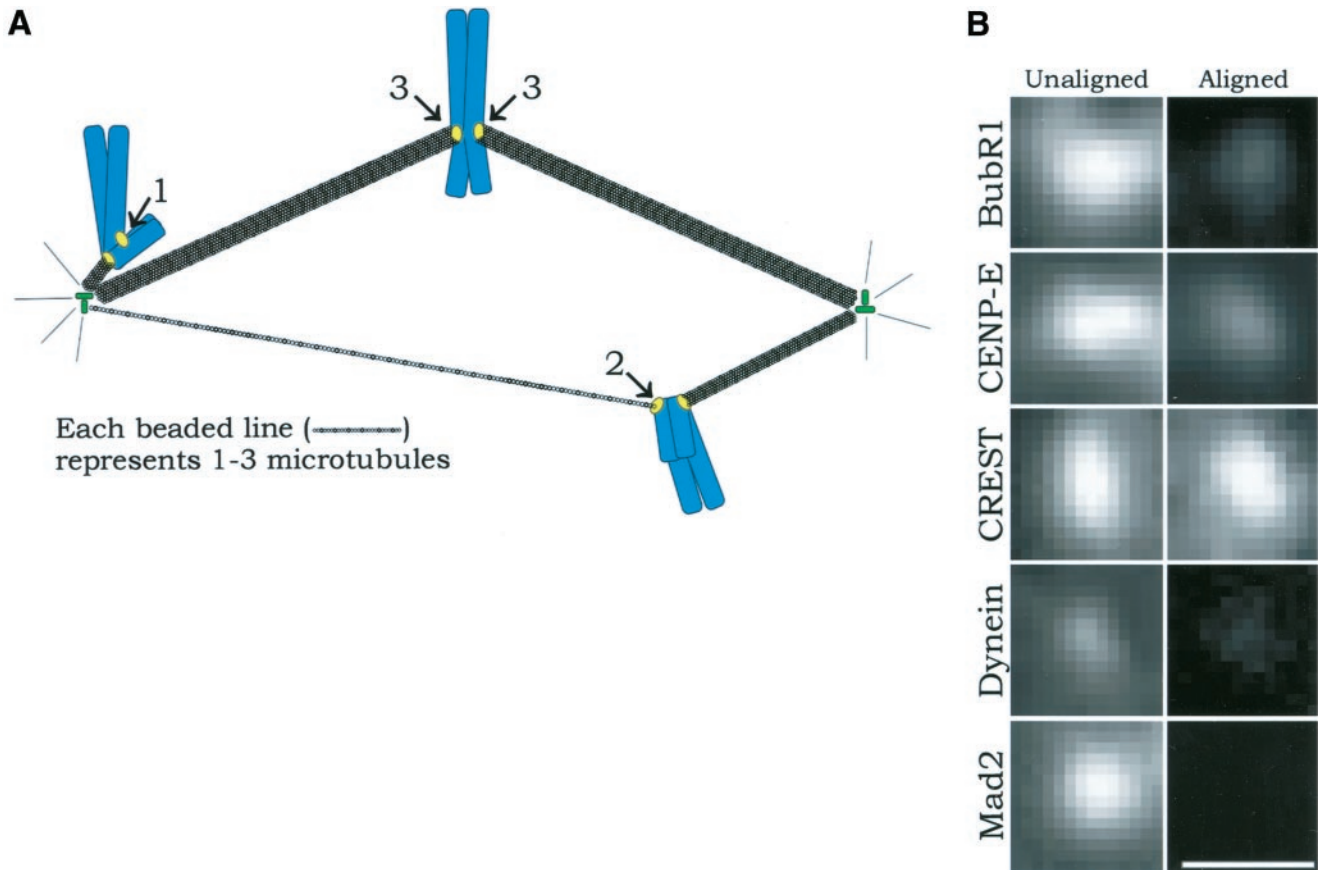 A
3 3
1
2
Each beaded line ( )
represents 1-3 microtubules
B
Unaligned Aligned
BubR1
CENP-E
CREST
Dynein
Mad2